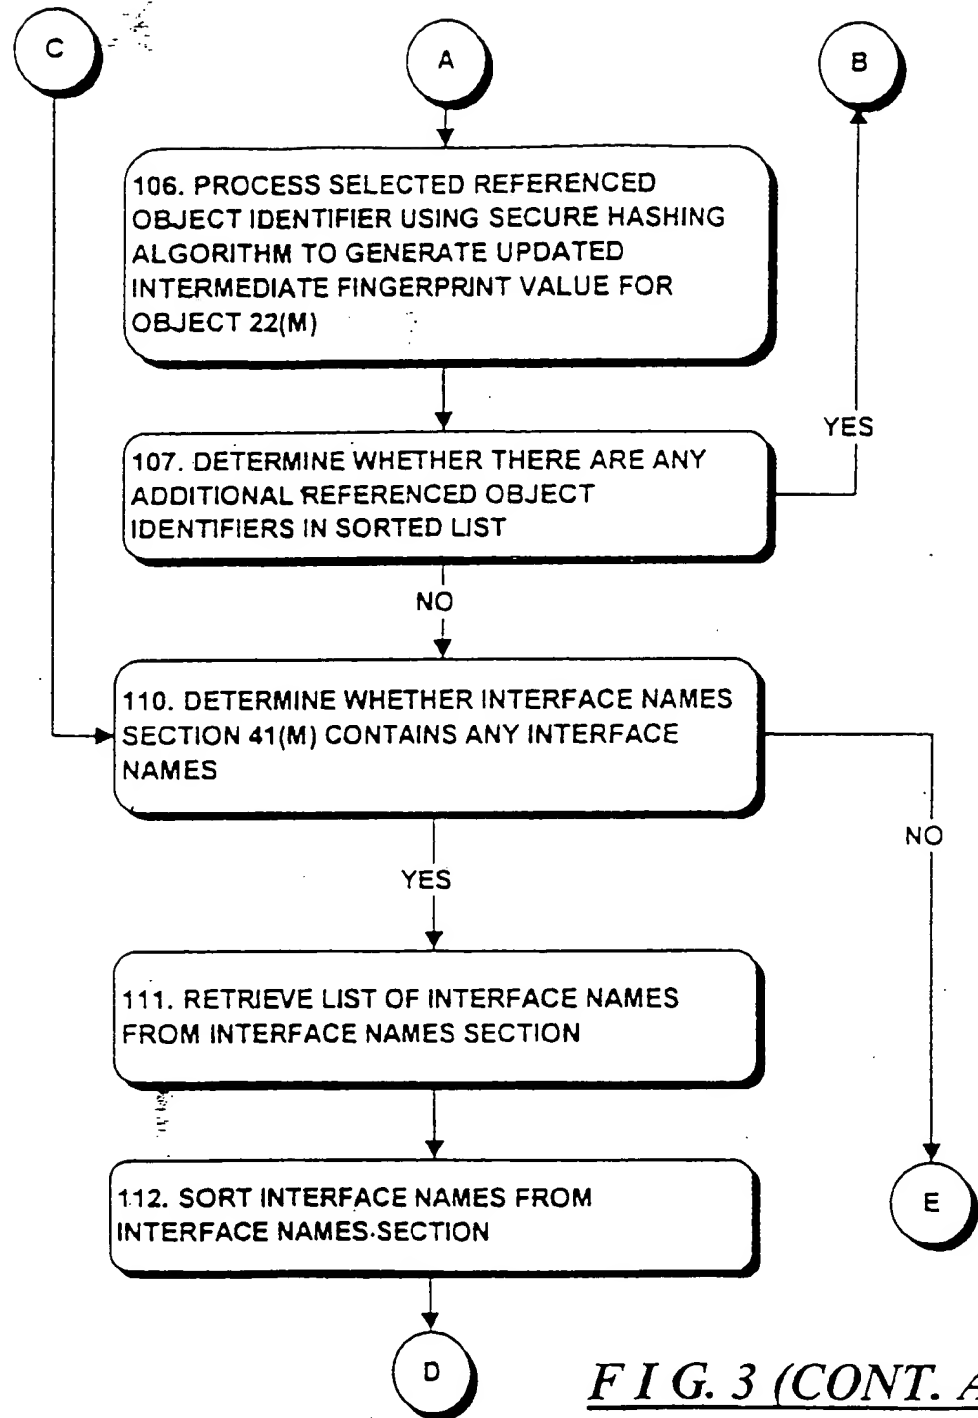 C
A
B
106. PROCESS SELECTED REFERENCED
OBJECT IDENTIFIER USING SECURE HASHING
ALGORITHM TO GENERATE UPDATED
INTERMEDIATE FINGERPRINT VALUE FOR
OBJECT 22(M)
YES
107. DETERMINE WHETHER THERE ARE ANY
ADDITIONAL REFERENCED OBJECT
IDENTIFIERS IN SORTED LIST
NO
110. DETERMINE WHETHER INTERFACE NAMES
SECTION 41(M) CONTAINS ANY INTERFACE
NAMES
NO
YES
111. RETRIEVE LIST OF INTERFACE NAMES
FROM INTERFACE NAMES SECTION
112. SORT INTERFACE NAMES FROM
INTERFACE NAMES SECTION
E
D
FIG. 3 (CONT. A